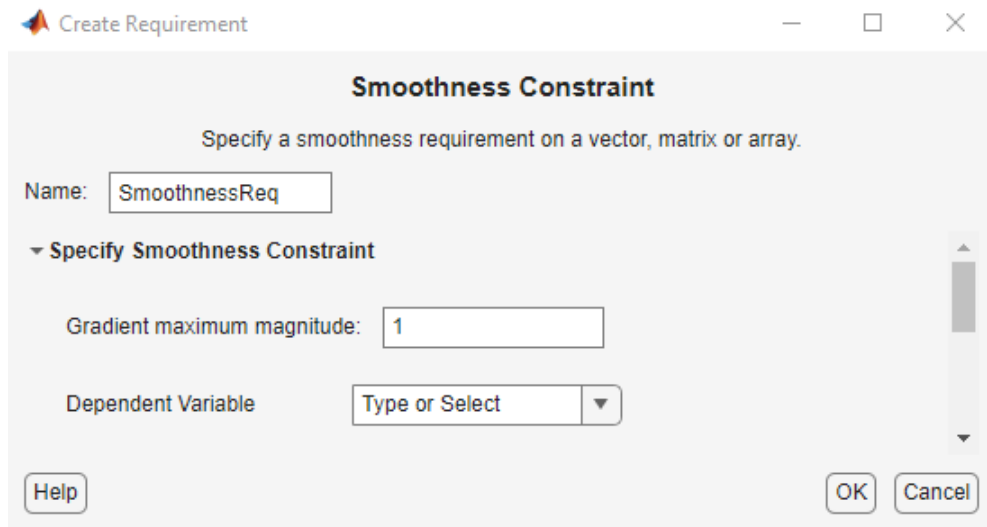 Create Requirement
Smoothness Constraint
Specify a smoothness requirement on a vector, matrix or array.
Name: SmoothnessReq
Specify Smoothness Constraint
Gradient maximum magnitude: 1
Dependent Variable Type or Select
Help OK Cancel